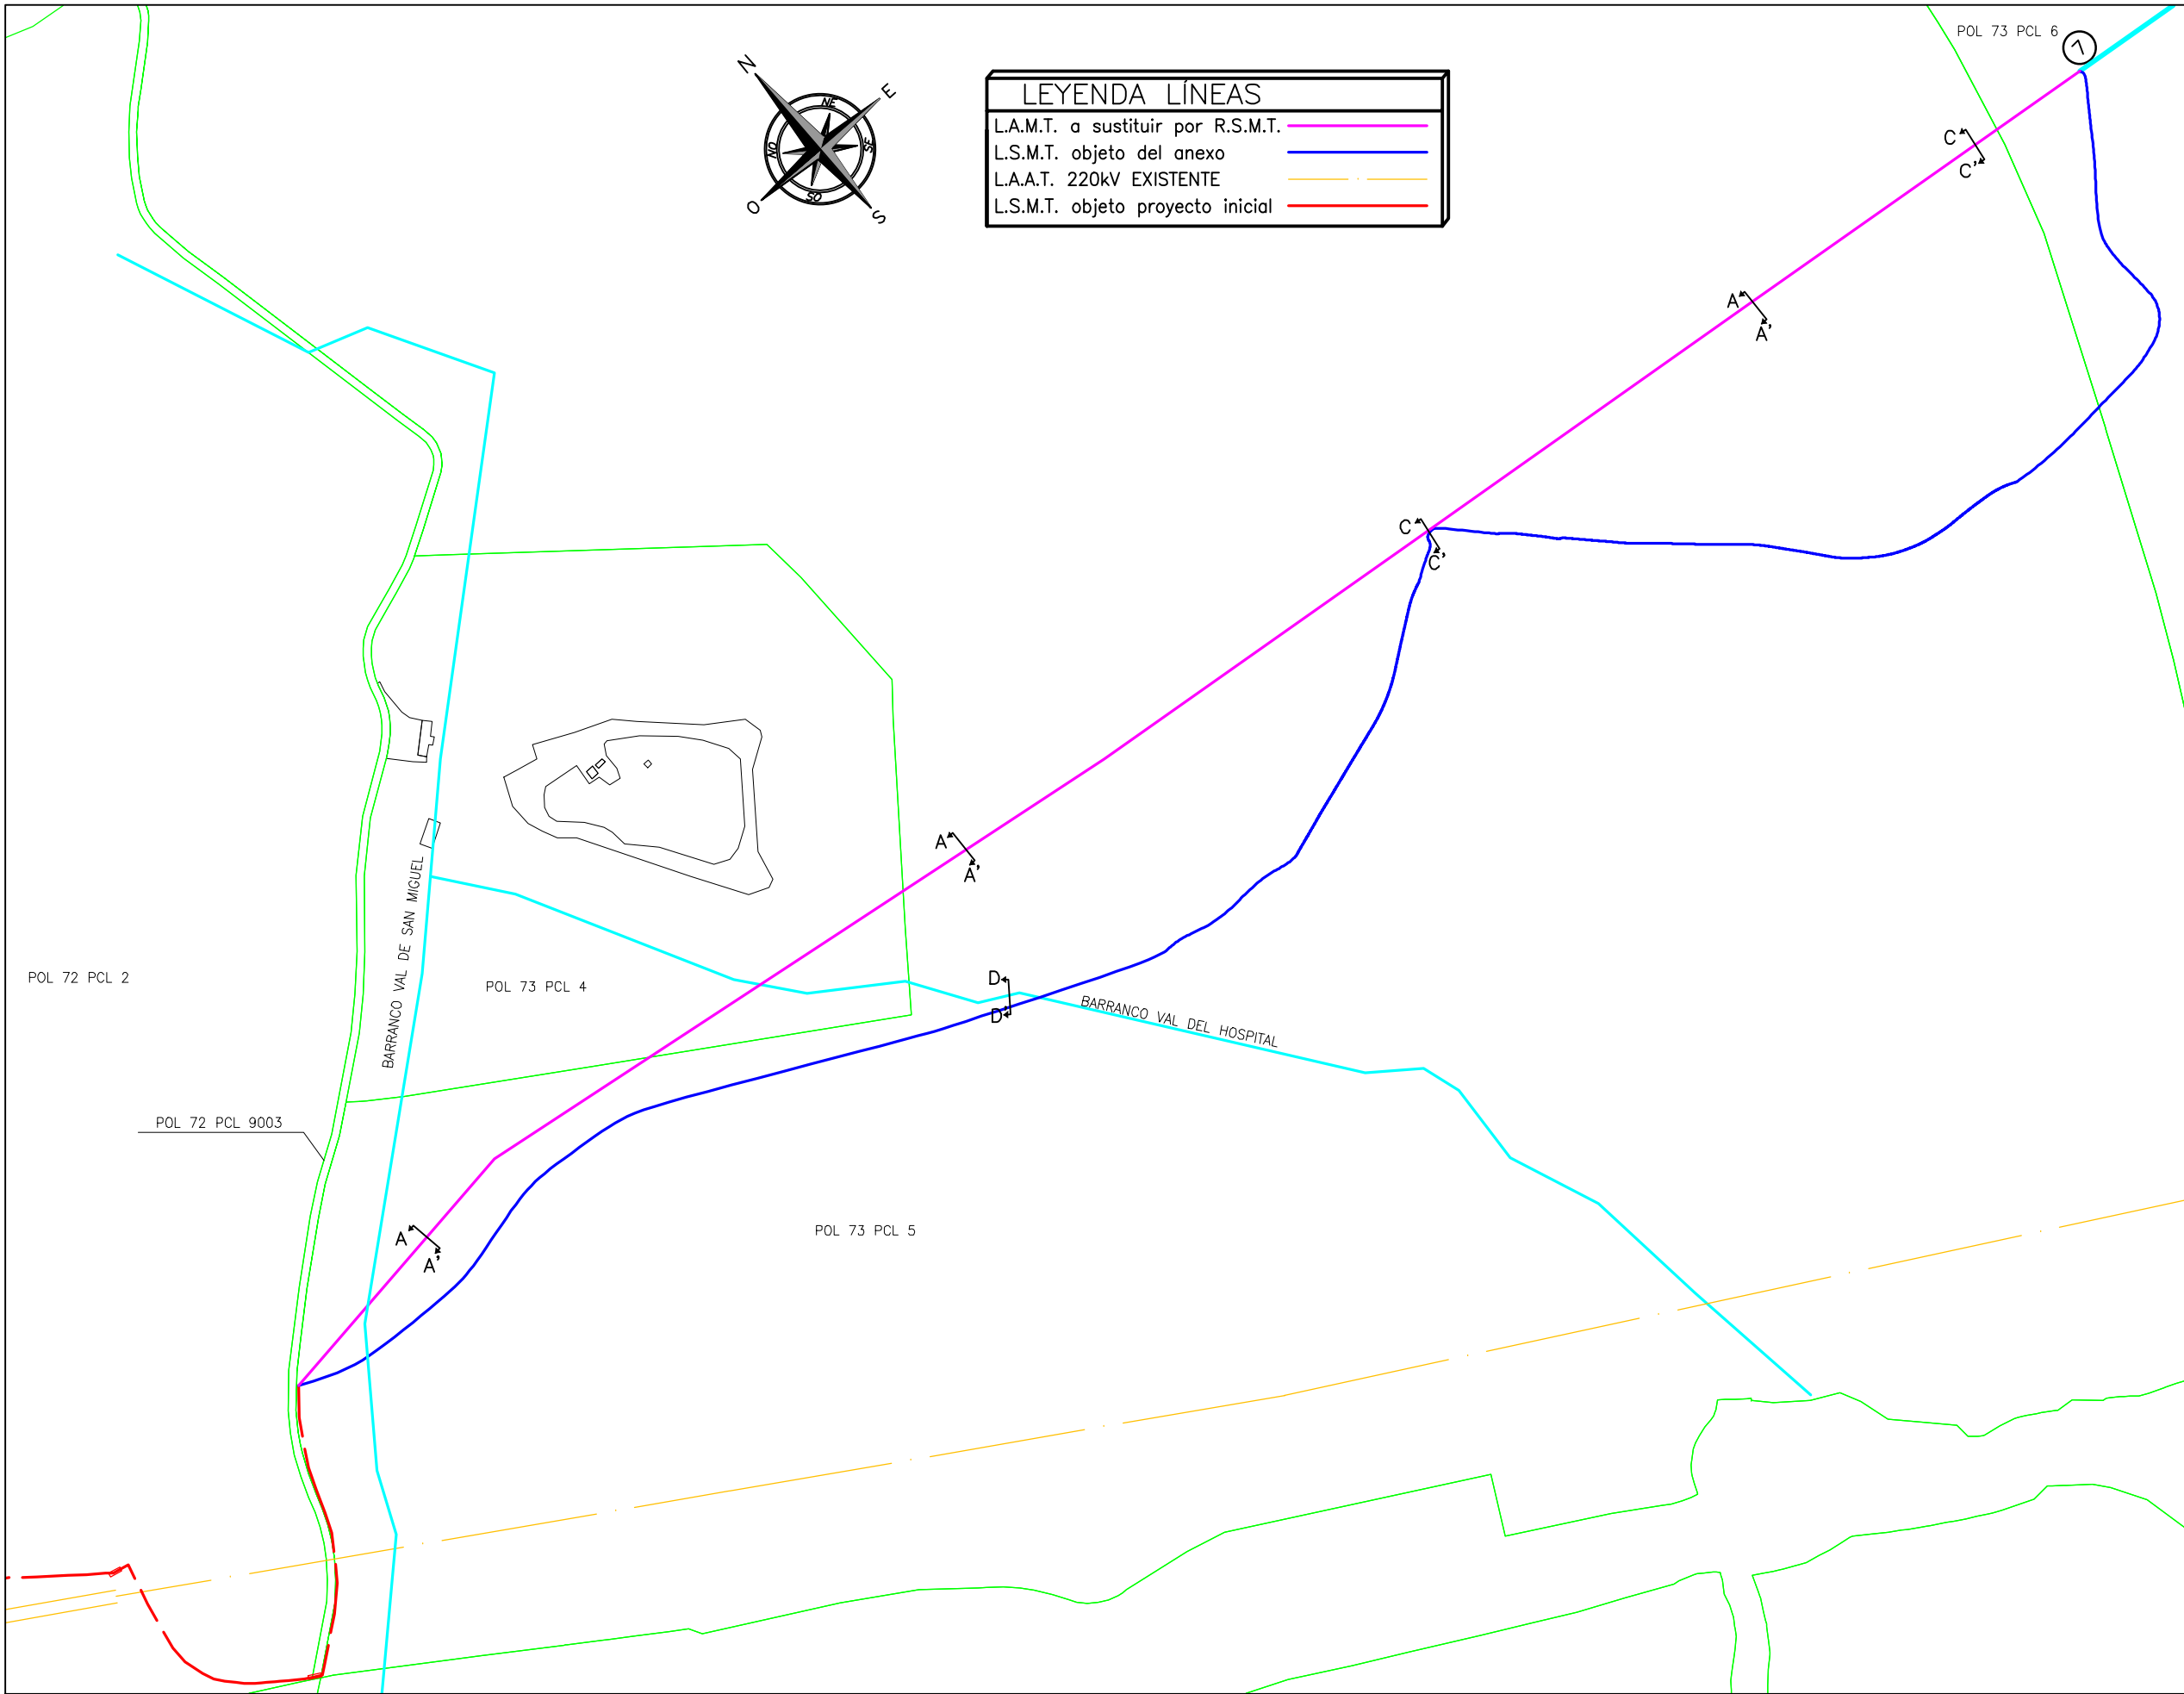 POL 73 PCL 6
7
N
E
NE
NO
SE
SO
O
S
LEYENDA LÍNEAS
L.A.M.T. a sustituir por R.S.M.T.
L.S.M.T. objeto del anexo
L.A.A.T. 220kV EXISTENTE
L.S.M.T. objeto proyecto inicial
C
C'
A
A'
C
C'
A
A'
BARRANCO VAL DE SAN MIGUEL
POL 72 PCL 2
POL 73 PCL 4
D
D'
BARRANCO VAL DEL HOSPITAL
POL 72 PCL 9003
POL 73 PCL 5
A
A'